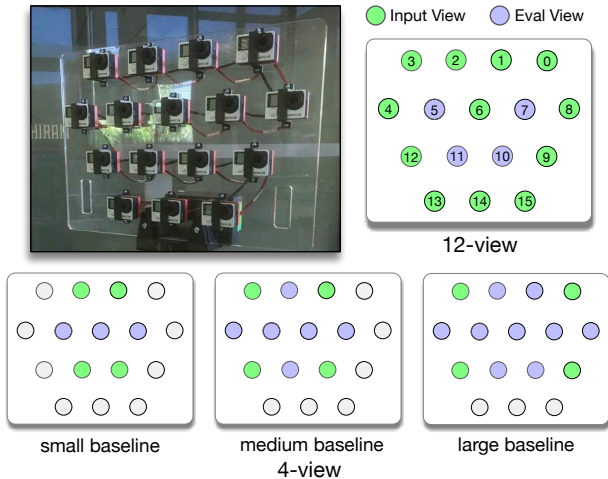 Input View Eval View
3 2 1 0
4 5 6 7 8
12 11 10 9
13 14 15
12-view
HIRAM
small baseline medium baseline large baseline
4-view